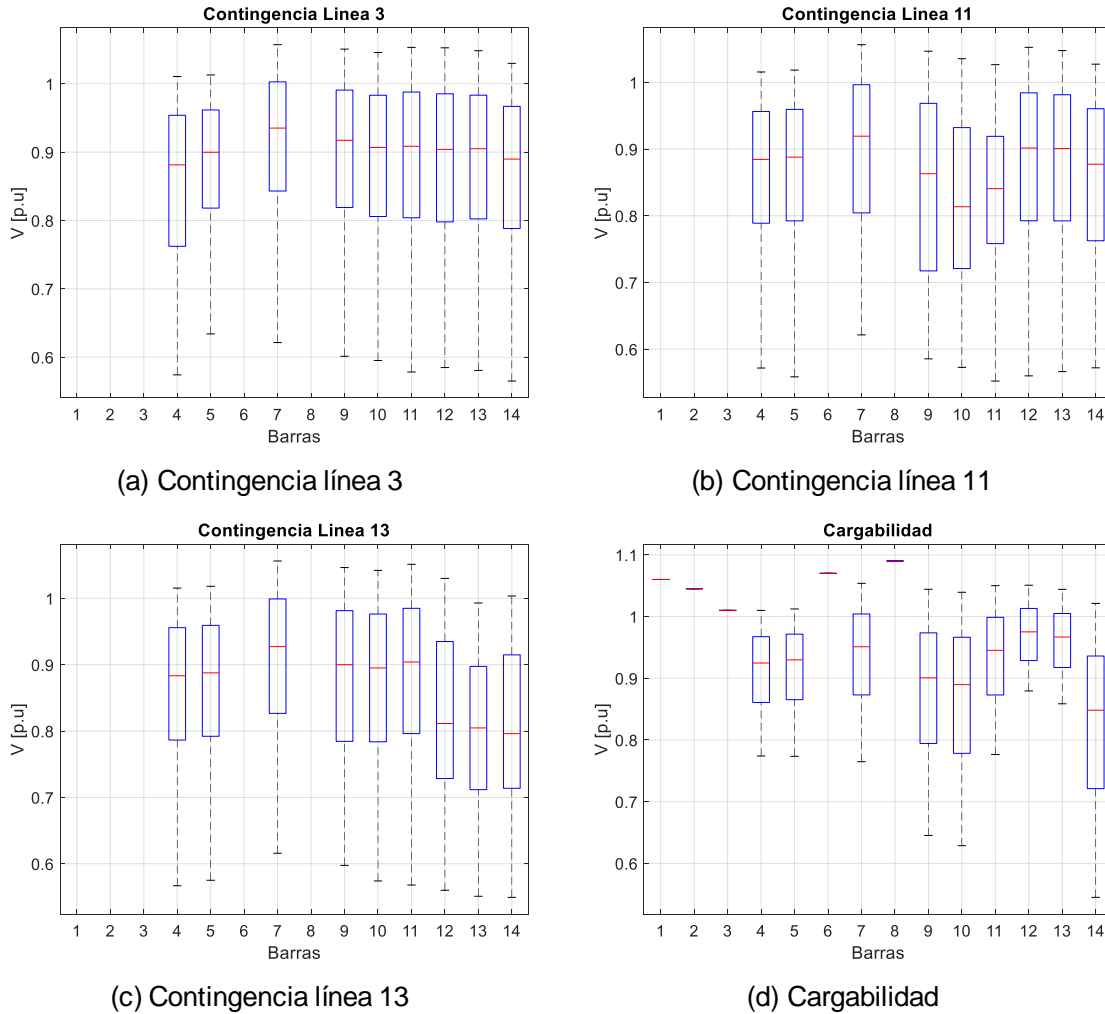 Contingencia Linea 3
V [p.u]
1
0.9
0.8
0.7
0.6
1 2 3 4 5 6 7 8 9 10 11 12 13 14
Barras
(a) Contingencia línea 3
Contingencia Linea 11
V [p.u]
1
0.9
0.8
0.7
0.6
1 2 3 4 5 6 7 8 9 10 11 12 13 14
Barras
(b) Contingencia línea 11
Contingencia Linea 13
V [p.u]
1
0.9
0.8
0.7
0.6
1 2 3 4 5 6 7 8 9 10 11 12 13 14
Barras
(c) Contingencia línea 13
Cargabilidad
V [p.u]
1.1
1
0.9
0.8
0.7
0.6
1 2 3 4 5 6 7 8 9 10 11 12 13 14
Barras
(d) Cargabilidad